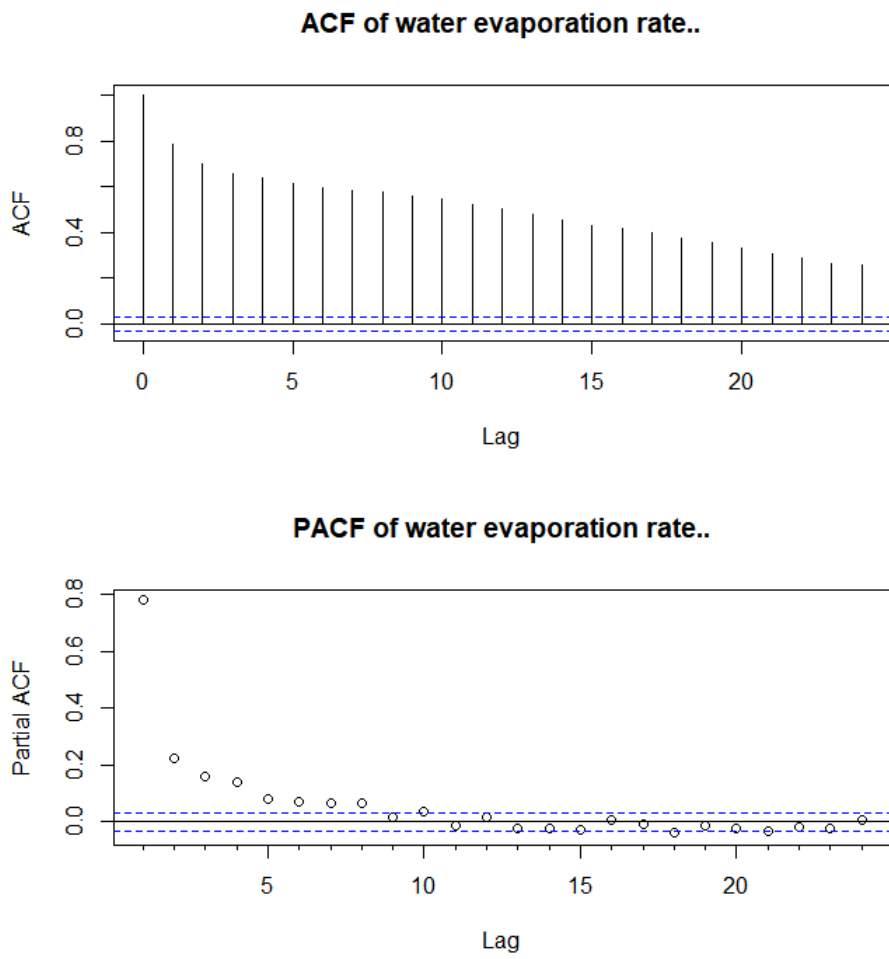 ACF of water evaporation rate..
ACF
0.0 0.4 0.8
0 5 10 15 20
Lag
PACF of water evaporation rate..
Partial ACF
0.0 0.2 0.4 0.6 0.8
5 10 15 20
Lag